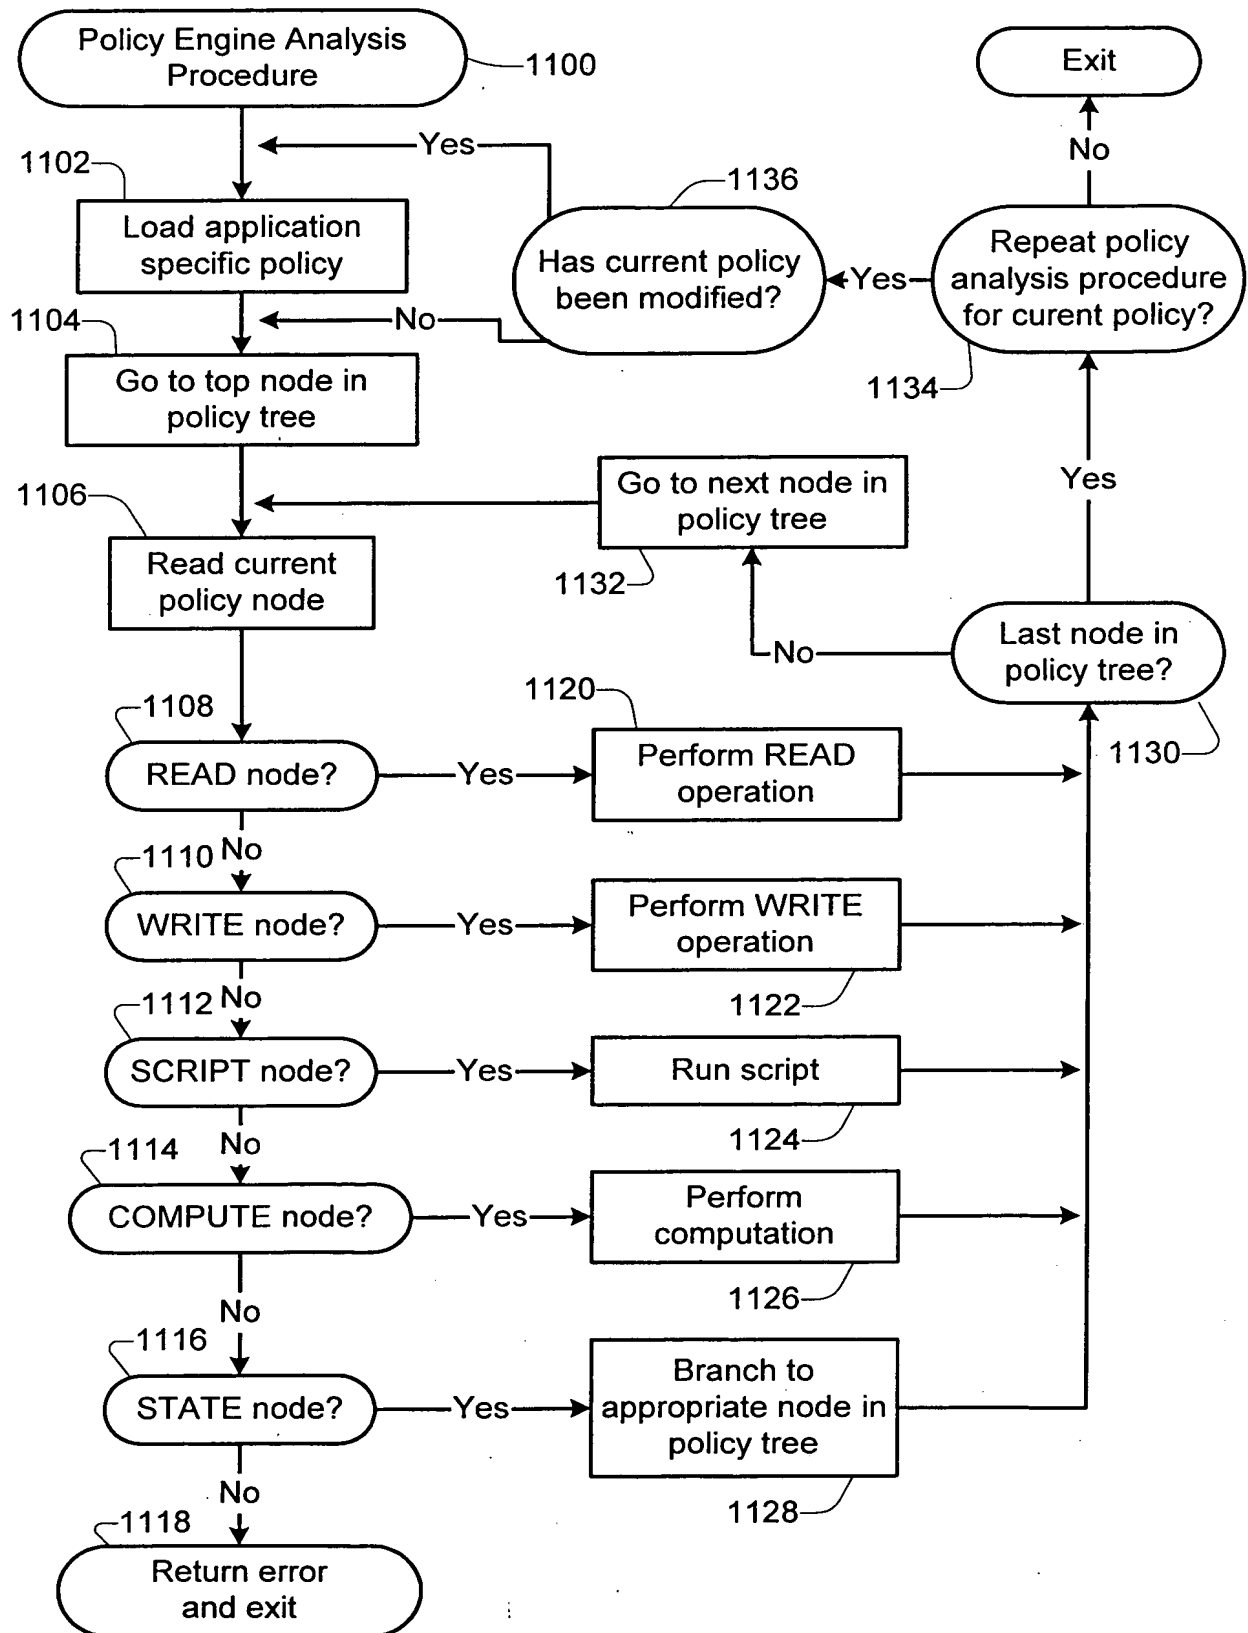 Policy Engine Analysis
Procedure
1100
Exit
Yes
No
1102
1136
Load application
specific policy
Has current policy
been modified?
Yes
Repeat policy
analysis procedure
for curent policy?
1104
No
1134
Go to top node in
policy tree
1106
Go to next node in
policy tree
Yes
Read current
policy node
1132
No
Last node in
policy tree?
1108
1120
1130
READ node?
Yes
Perform READ
operation
No
1110
WRITE node?
Yes
Perform WRITE
operation
No
1112
1122
SCRIPT node?
Yes
Run script
No
1114
1124
COMPUTE node?
Yes
Perform
computation
No
1116
1126
STATE node?
Yes
Branch to
appropriate node in
policy tree
No
1118
1128
Return error
and exit